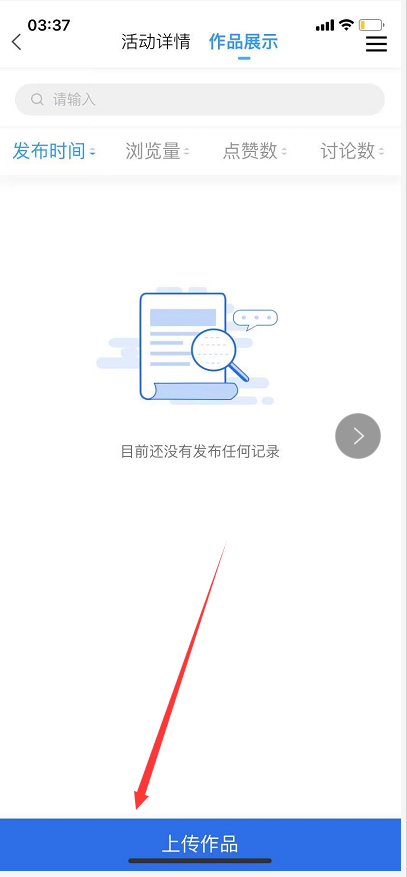 03:37
活动详情 作品展示
请输入
发布时间 浏览量 点赞数 讨论数
目前还没有发布任何记录
上传作品